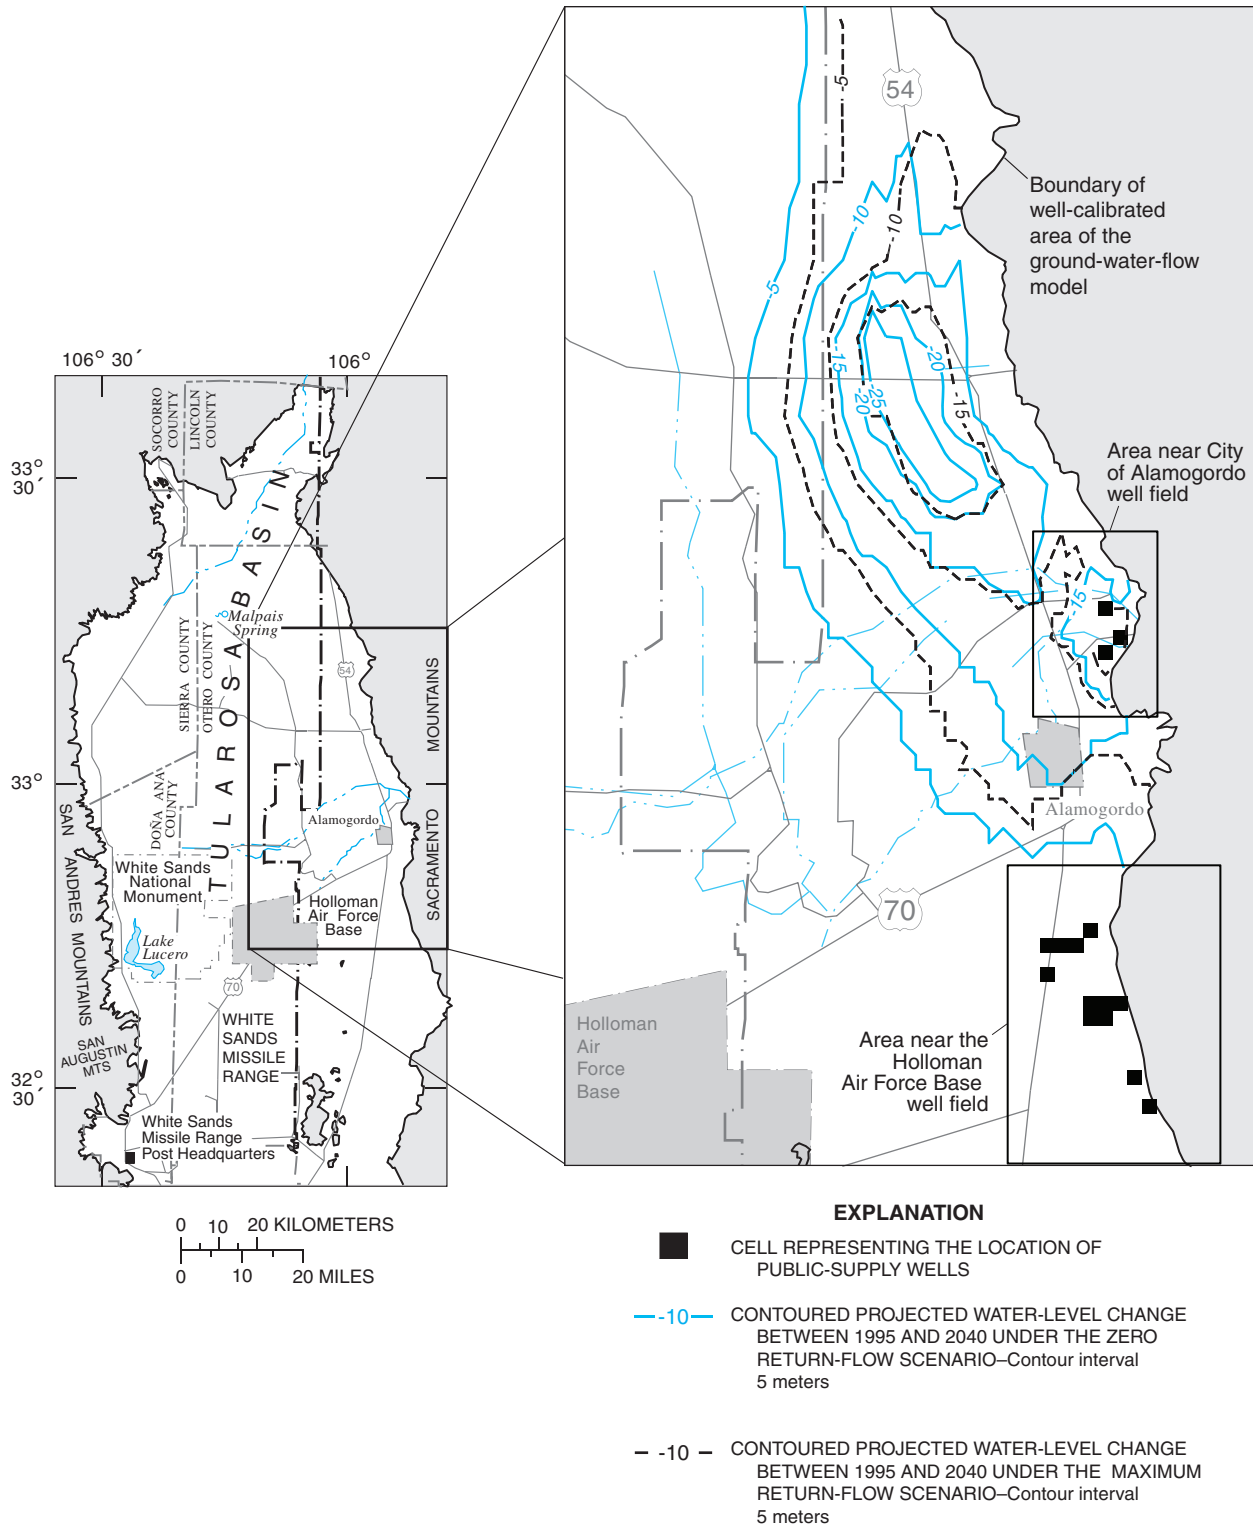 54
-5
-5
-10
-10
-15
-20
-25
-20
-15
-15
Boundary of
well-calibrated
area of the
ground-water-flow
model
Area near City
of Alamogordo
well field
Alamogordo
70
Holloman
Air
Force
Base
Area near the
Holloman
Air Force Base
well field
106° 30´
106°
33°
30´
33°
32°
30´
SOCORRO
COUNTY
LINCOLN
COUNTY
TULAROSA BASIN
Malpais
Spring
SIERRA COUNTY
OTERO COUNTY
54
MOUNTAINS
SACRAMENTO
DOÑA ANA
COUNTY
Alamogordo
SAN
ANDRES MOUNTAINS
White Sands
National
Monument
Holloman
Air Force
Base
Lake
Lucero
70
WHITE
SANDS
MISSILE
RANGE
SAN
AUGUSTIN
MTS
White Sands
Missile Range
Post Headquarters
0 10 20 KILOMETERS
0 10 20 MILES
EXPLANATION
CELL REPRESENTING THE LOCATION OF
PUBLIC-SUPPLY WELLS
-10 CONTOURED PROJECTED WATER-LEVEL CHANGE
BETWEEN 1995 AND 2040 UNDER THE ZERO
RETURN-FLOW SCENARIO–Contour interval
5 meters
-10 CONTOURED PROJECTED WATER-LEVEL CHANGE
BETWEEN 1995 AND 2040 UNDER THE MAXIMUM
RETURN-FLOW SCENARIO–Contour interval
5 meters